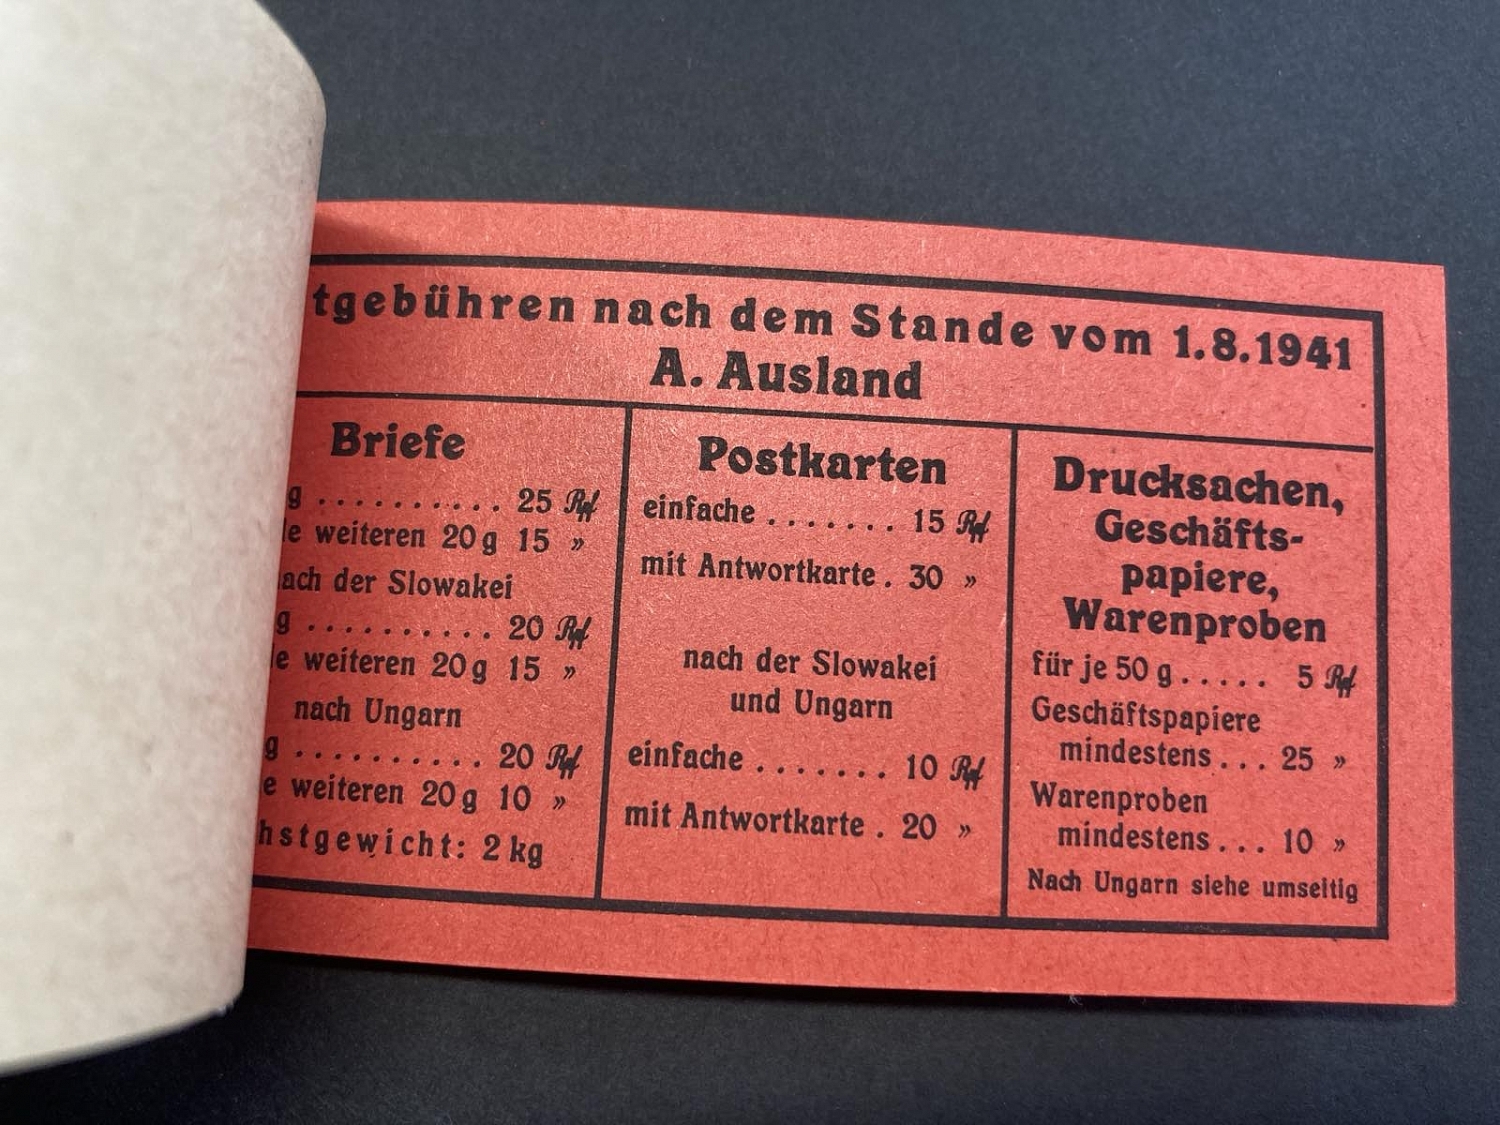 tgebühren nach dem Stande vom 1.8.1941
A. Ausland
Briefe
g .......... 25 Rpf
e weiteren 20 g 15 »
ach der Slowakei
g .......... 20 Rpf
e weiteren 20 g 15 »
nach Ungarn
g .......... 20 Rpf
e weiteren 20 g 10 »
hstgewicht: 2 kg
Postkarten
einfache ....... 15 Rpf
mit Antwortkarte . 30 »
nach der Slowakei
und Ungarn
einfache ....... 10 Rpf
mit Antwortkarte . 20 »
Drucksachen,
Geschäfts-
papiere,
Warenproben
für je 50 g ..... 5 Rpf
Geschäftspapiere
mindestens ... 25 »
Warenproben
mindestens ... 10 »
Nach Ungarn siehe umseitig